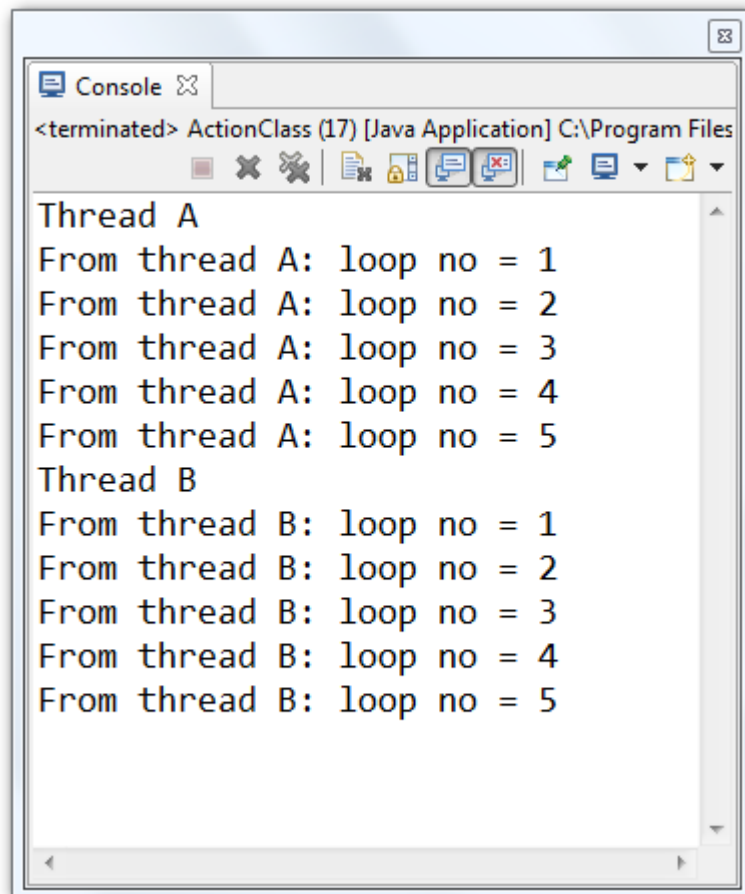 Console
<terminated> ActionClass (17) [Java Application] C:\Program Files
Thread A
From thread A: loop no = 1
From thread A: loop no = 2
From thread A: loop no = 3
From thread A: loop no = 4
From thread A: loop no = 5
Thread B
From thread B: loop no = 1
From thread B: loop no = 2
From thread B: loop no = 3
From thread B: loop no = 4
From thread B: loop no = 5